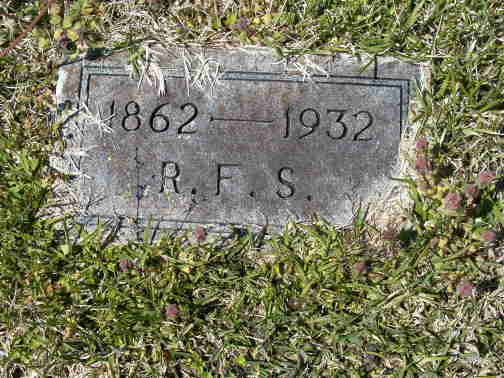 1862 — 1932
R. F. S.